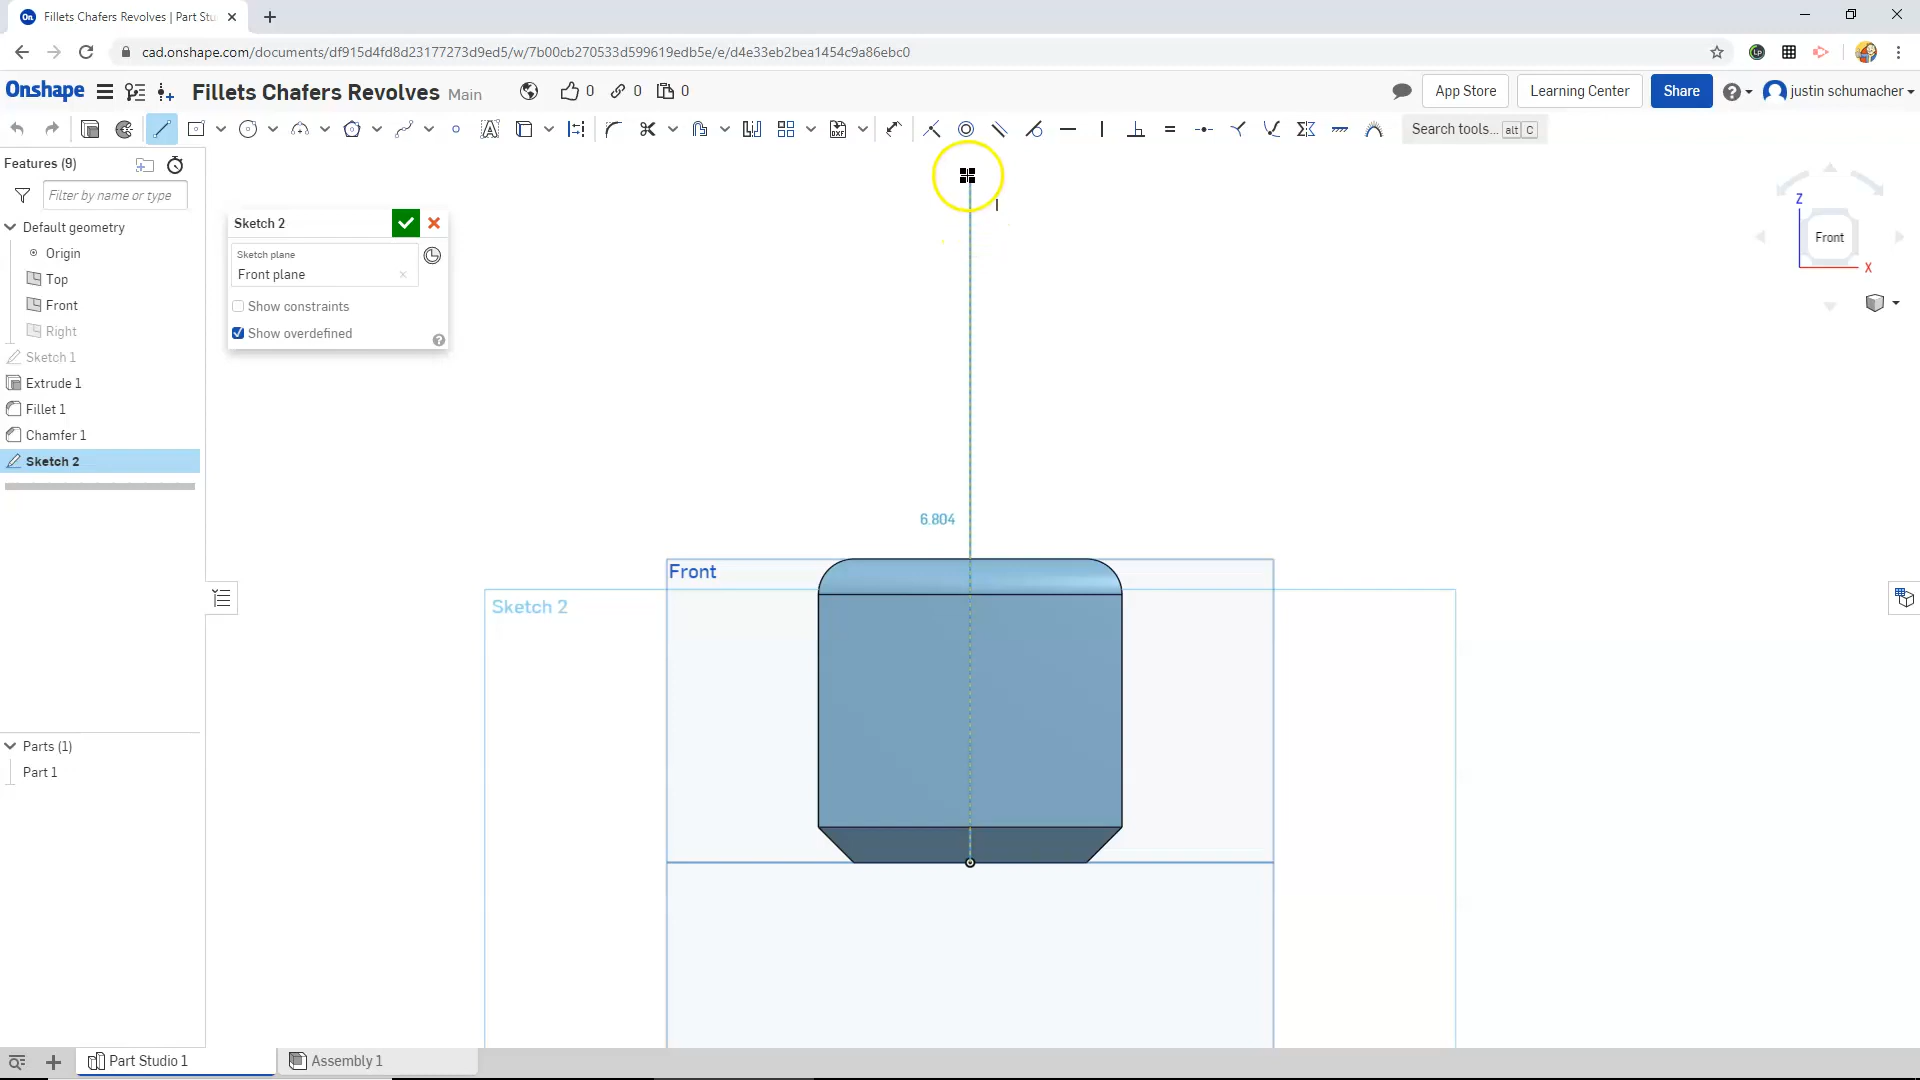 Fillets Chafers Revolves | Part Stu
cad.onshape.com/documents/df915d4fd8d23177273d9ed5/w/7b00cb270533d599619edb5e/e/d4e33eb2bea1454c9a86ebc0
Onshape
Fillets Chafers Revolves Main
0
0
0
App Store
Learning Center
Share
justin schumacher
DXF
Search tools... alt C
Features (9)
Filter by name or type
Default geometry
Origin
Top
Front
Right
Sketch 1
Extrude 1
Fillet 1
Chamfer 1
Sketch 2
Sketch 2
Sketch plane
Front plane
Show constraints
Show overdefined
Z
Front
X
6.804
Front
Sketch 2
Parts (1)
Part 1
Part Studio 1
Assembly 1